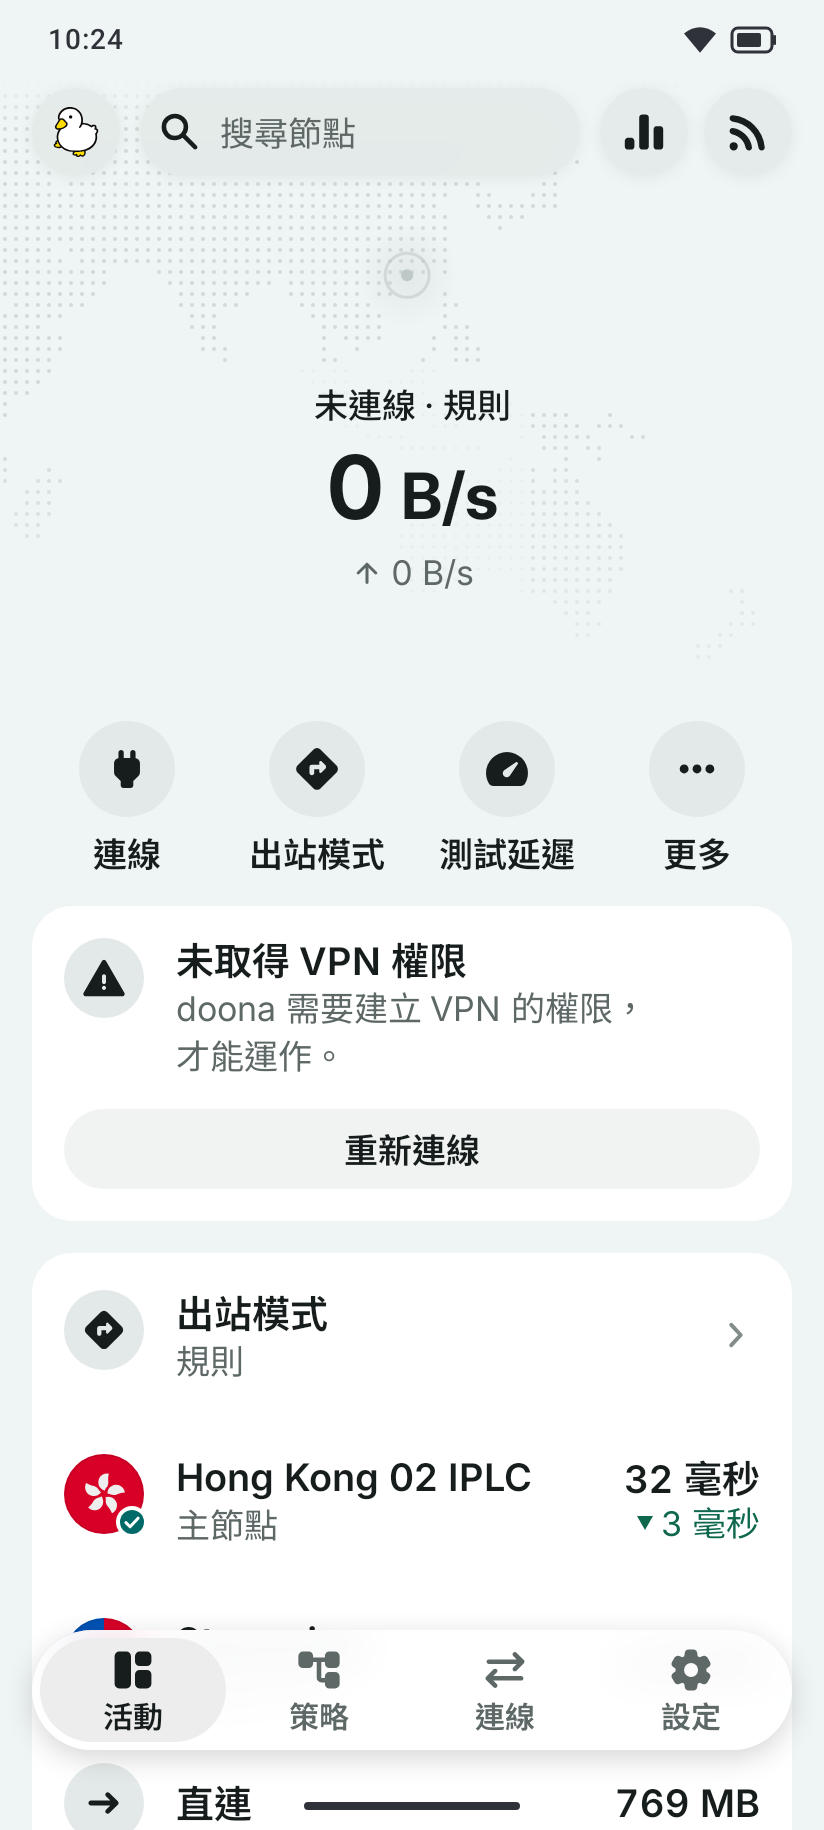 10:24
搜尋節點
未連線 · 規則
0 B/s
↑ 0 B/s
連線
出站模式
測試延遲
更多
未取得 VPN 權限
doona 需要建立 VPN 的權限，
才能運作。
重新連線
出站模式
規則
Hong Kong 02 IPLC
32 毫秒
主節點
▼3 毫秒
活動
策略
連線
設定
直連
769 MB